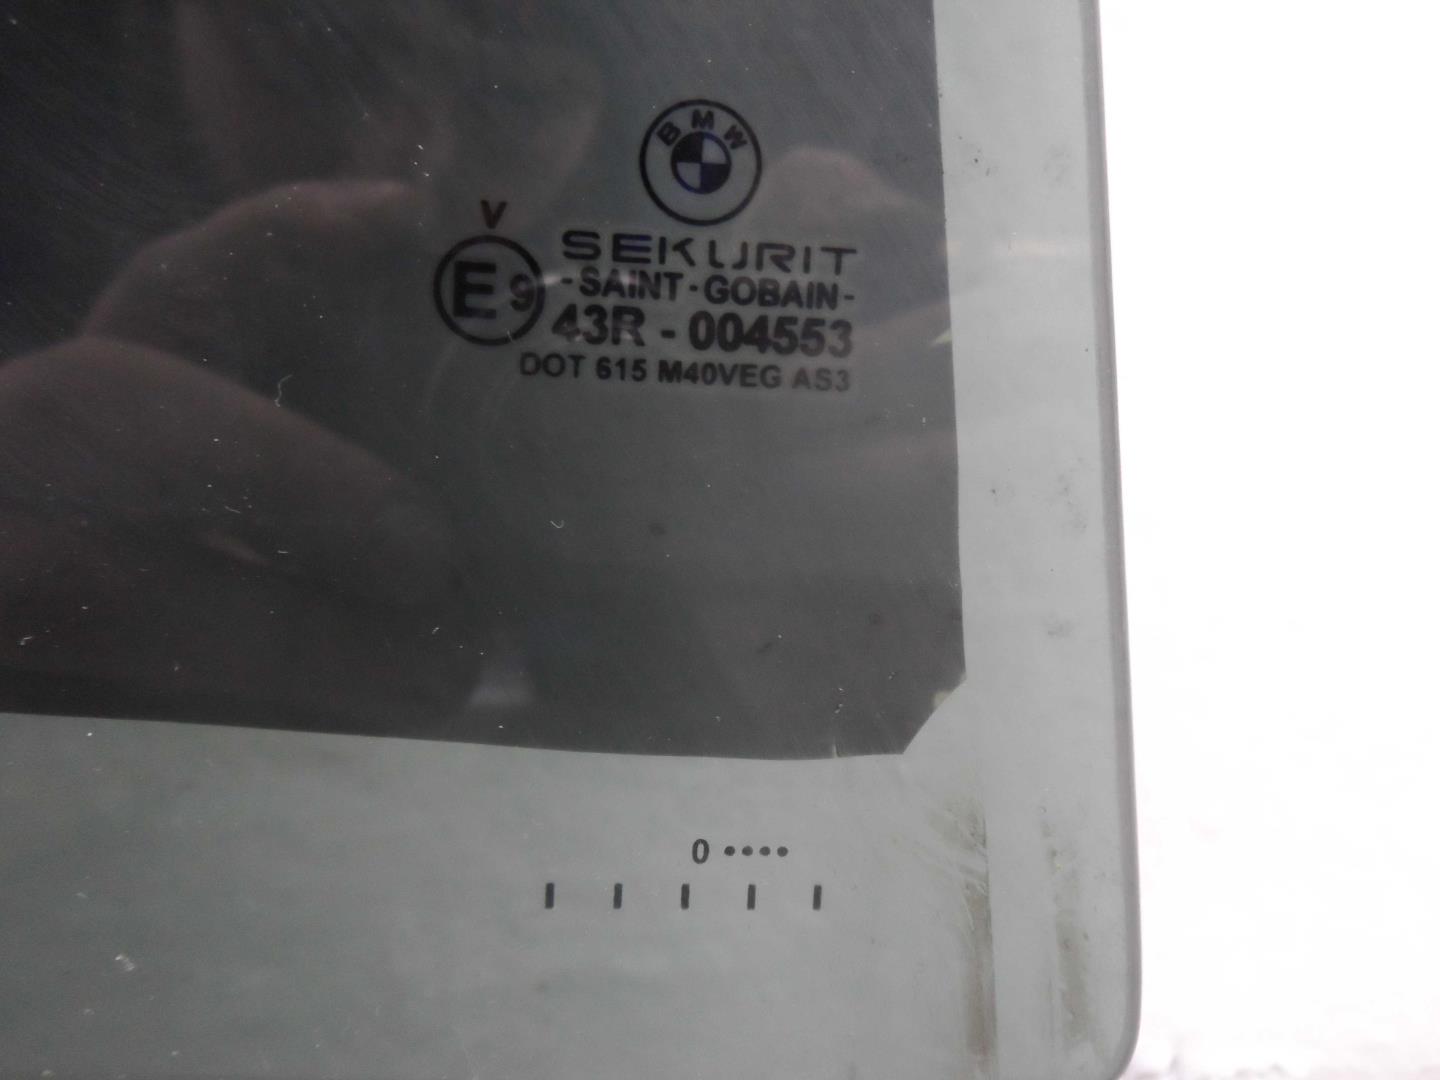 BMW
V
E9
SEKURIT
-SAINT-GOBAIN-
43R - 004553
DOT 615 M40VEG AS3
0 ••••